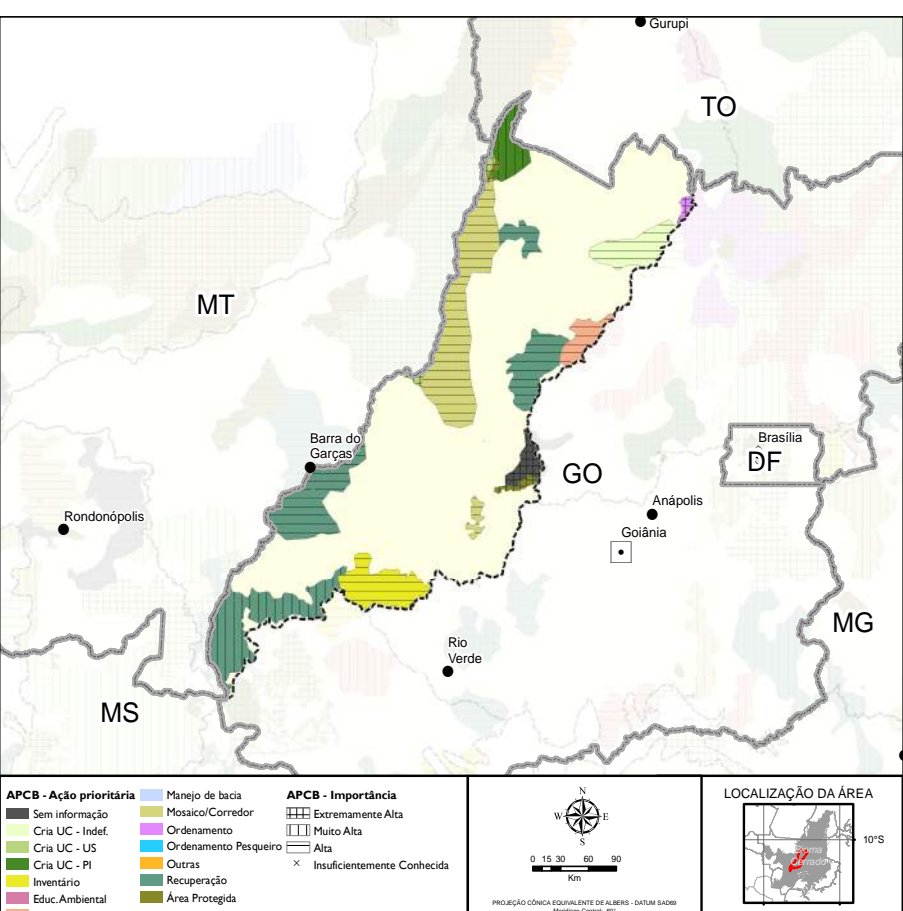 Gurupi
TO
MT
Barra do
Garças
Brasília
DF
GO
Rondonópolis
Anápolis
Goiânia
MG
Rio
Verde
MS
APCB - Ação prioritária
Sem informação
Cria UC - Indef.
Cria UC - US
Cria UC - PI
Inventário
Educ.Ambiental
Manejo de bacia
Mosaico/Corredor
Ordenamento
Ordenamento Pesqueiro
Outras
Recuperação
Área Protegida
APCB - Importância
Extremamente Alta
Muito Alta
Alta
Insuficientemente Conhecida
N
W E
S
0 15 30 60 90
Km
PROJEÇÃO CÔNICA EQUIVALENTE DE ALBERS - DATUM SAD69
LOCALIZAÇÃO DA ÁREA
10°S
Bioma
Cerrado